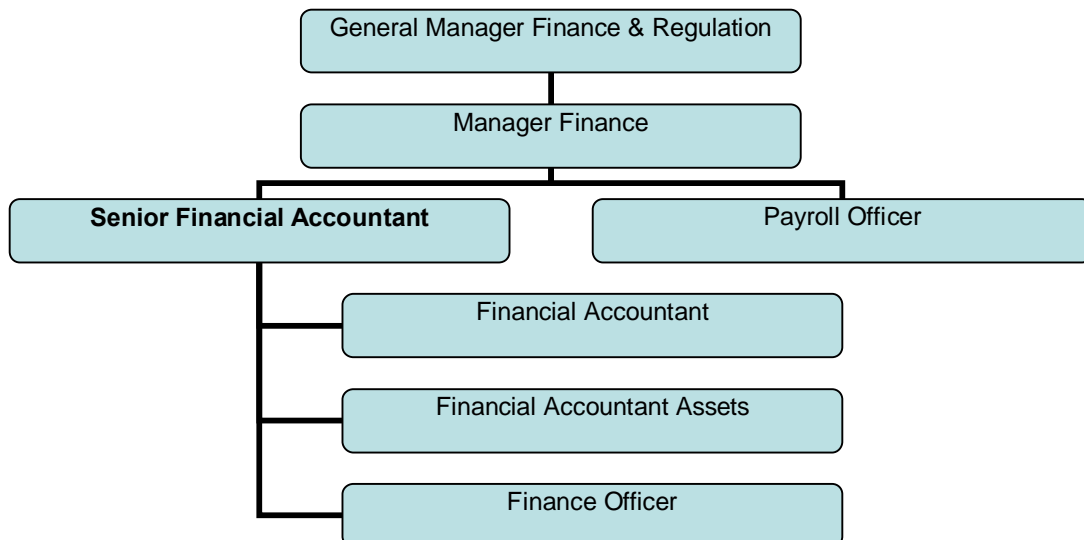 General Manager Finance & Regulation
Manager Finance
Senior Financial Accountant
Payroll Officer
Financial Accountant
Financial Accountant Assets
Finance Officer